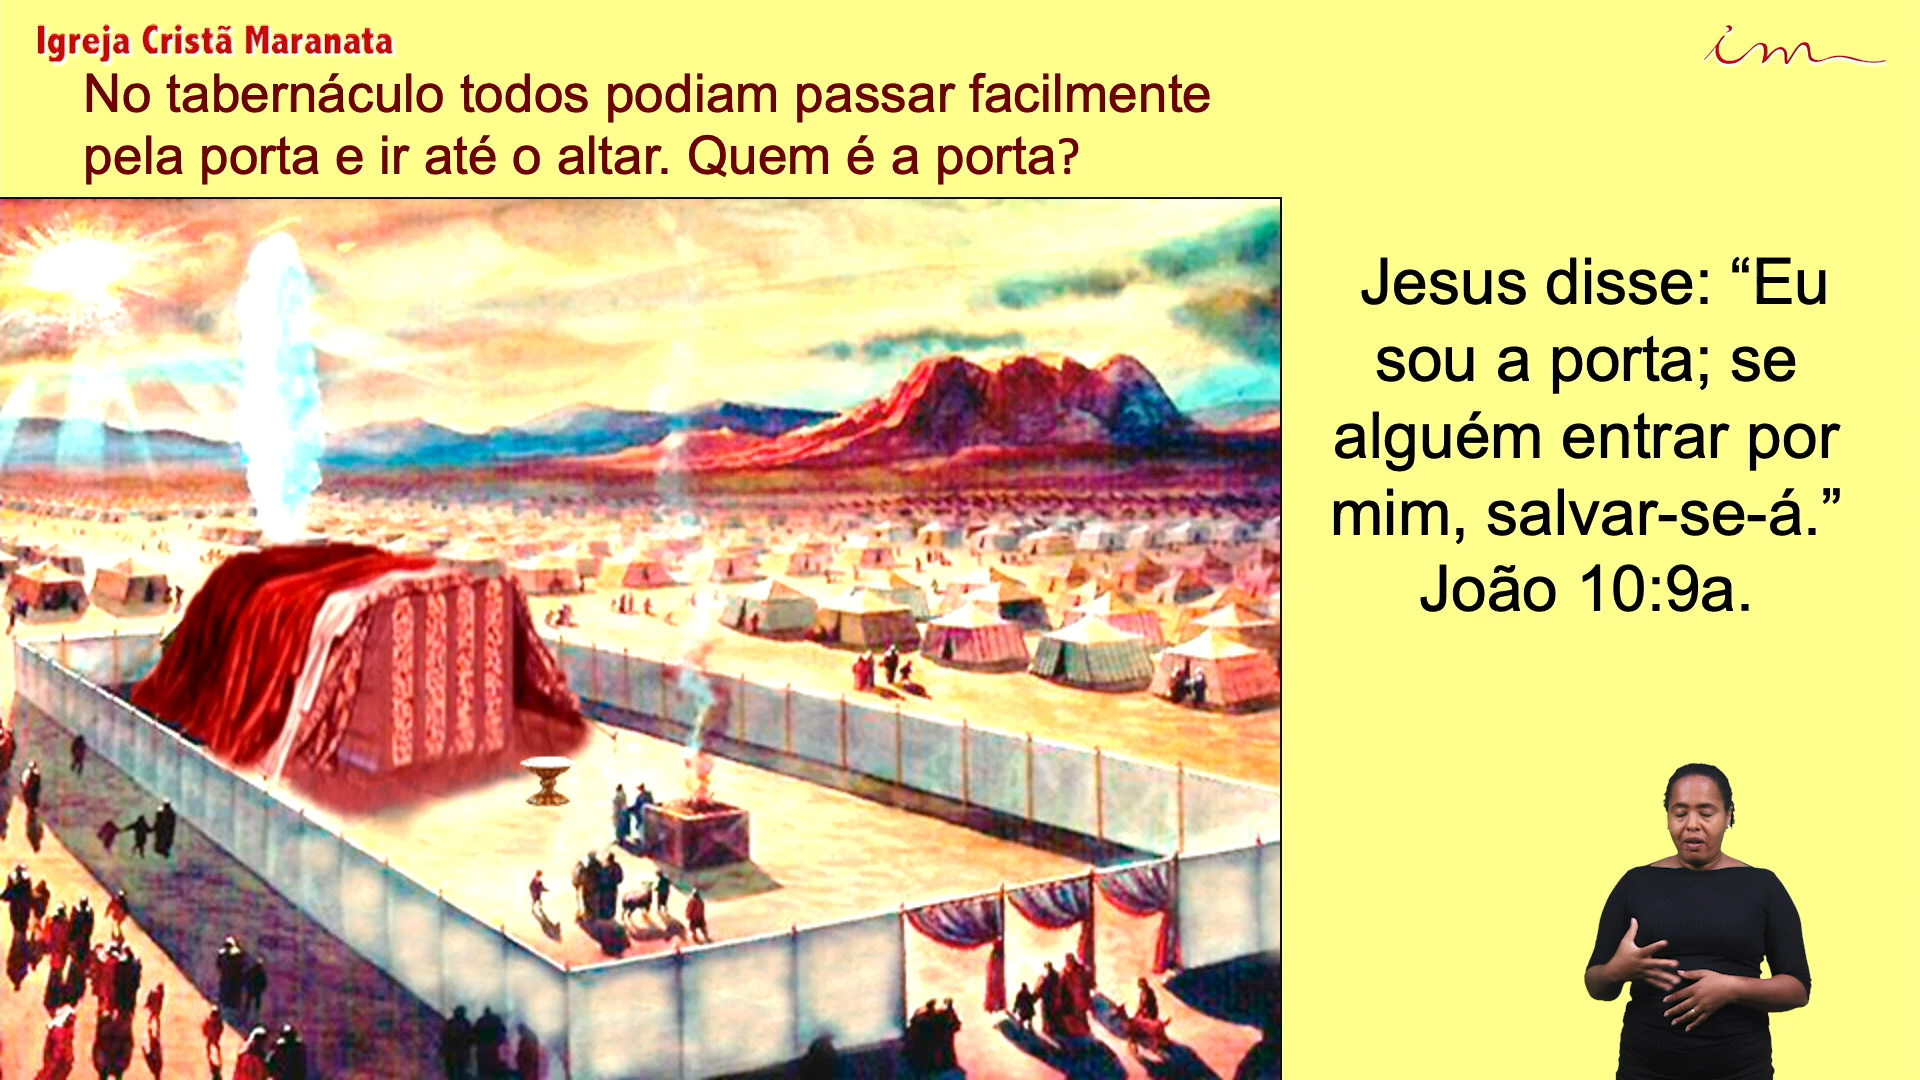 Igreja Cristã Maranata
im
No tabernáculo todos podiam passar facilmente
pela porta e ir até o altar. Quem é a porta?
Jesus disse: “Eu
sou a porta; se
alguém entrar por
mim, salvar-se-á.”
João 10:9a.